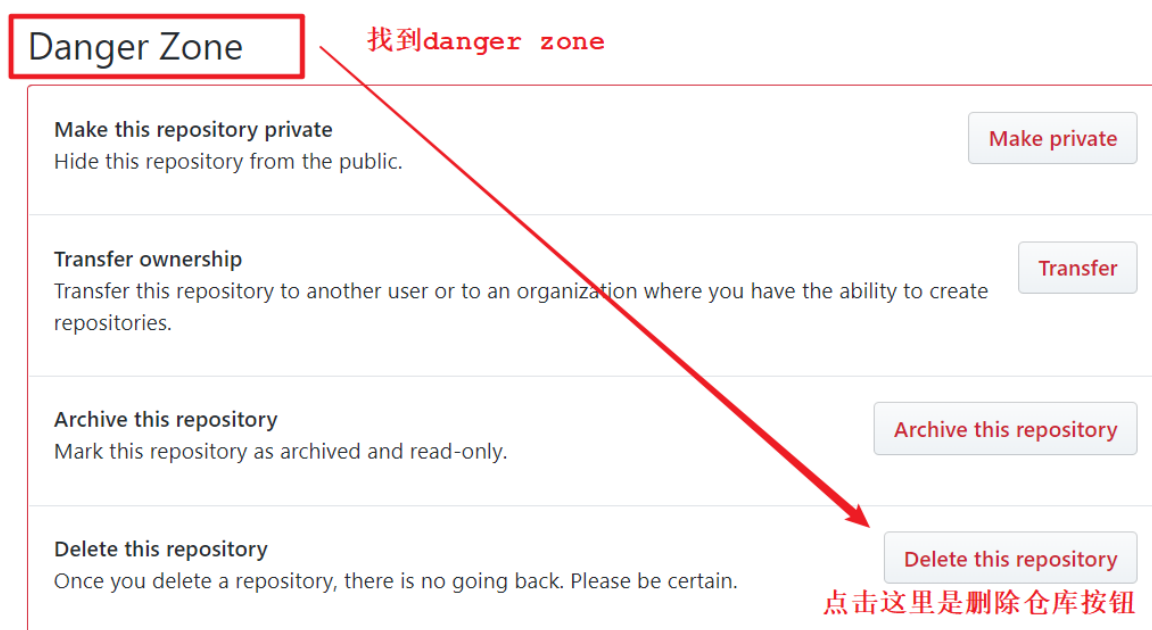 Danger Zone
找到danger zone
Make this repository private
Hide this repository from the public.
Make private
Transfer ownership
Transfer this repository to another user or to an organization where you have the ability to create
repositories.
Transfer
Archive this repository
Mark this repository as archived and read-only.
Archive this repository
Delete this repository
Once you delete a repository, there is no going back. Please be certain.
Delete this repository
点击这里是删除仓库按钮